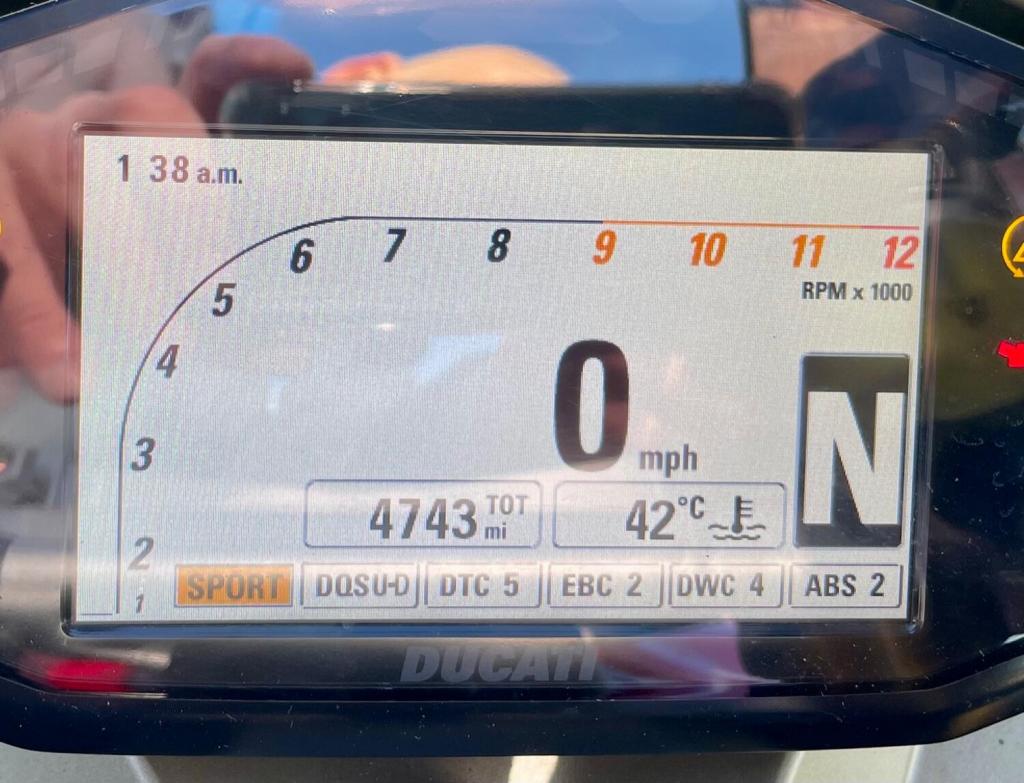 1 38 a.m.
6 7 8 9 10 11 12
5
RPM x 1000
4
0
3
mph
N
4743 TOT mi
42°C
2
1
SPORT DQSU-D DTC 5 EBC 2 DWC 4 ABS 2
DUCATI